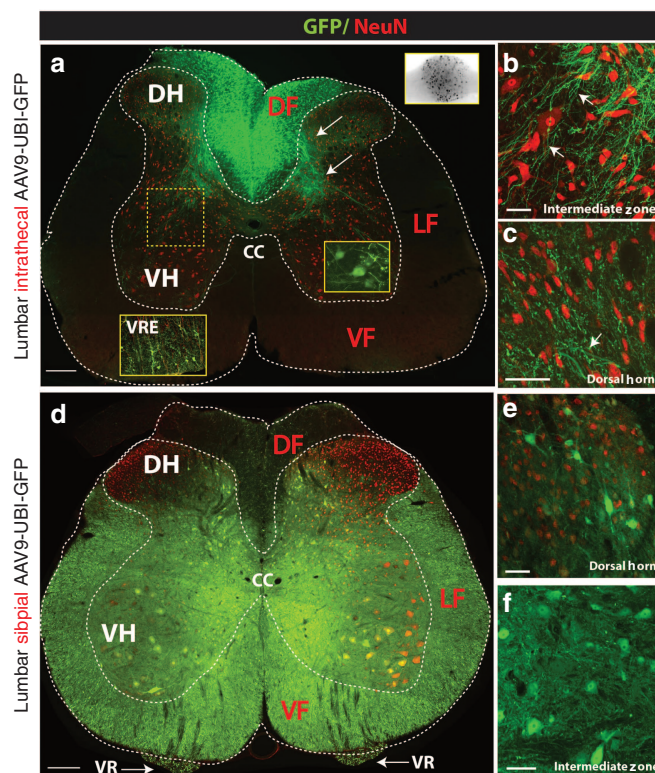 GFP/ NeuN
Lumbar intrathecal AAV9-UBI-GFP
a
DH
DF
LF
CC
VH
VRE
VF
b
Intermediate zone
c
Dorsal horn
Lumbar sibpial AAV9-UBI-GFP
d
DH
DF
CC
LF
VH
VF
VR
VR
e
Dorsal horn
f
Intermediate zone